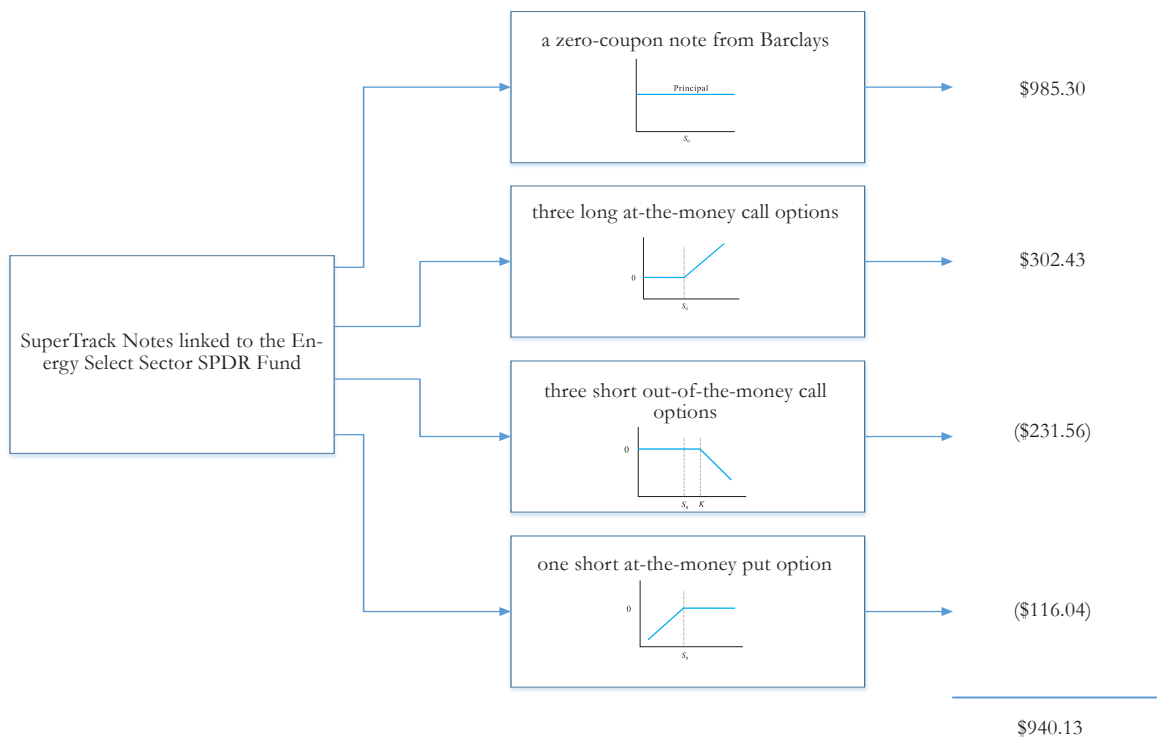 a zero-coupon note from Barclays
Principal
S₀
$985.30
three long at-the-money call options
0
S₀
$302.43
SuperTrack Notes linked to the En-
ergy Select Sector SPDR Fund
three short out-of-the-money call
options
0
S₀ K
($231.56)
one short at-the-money put option
0
S₀
($116.04)
$940.13